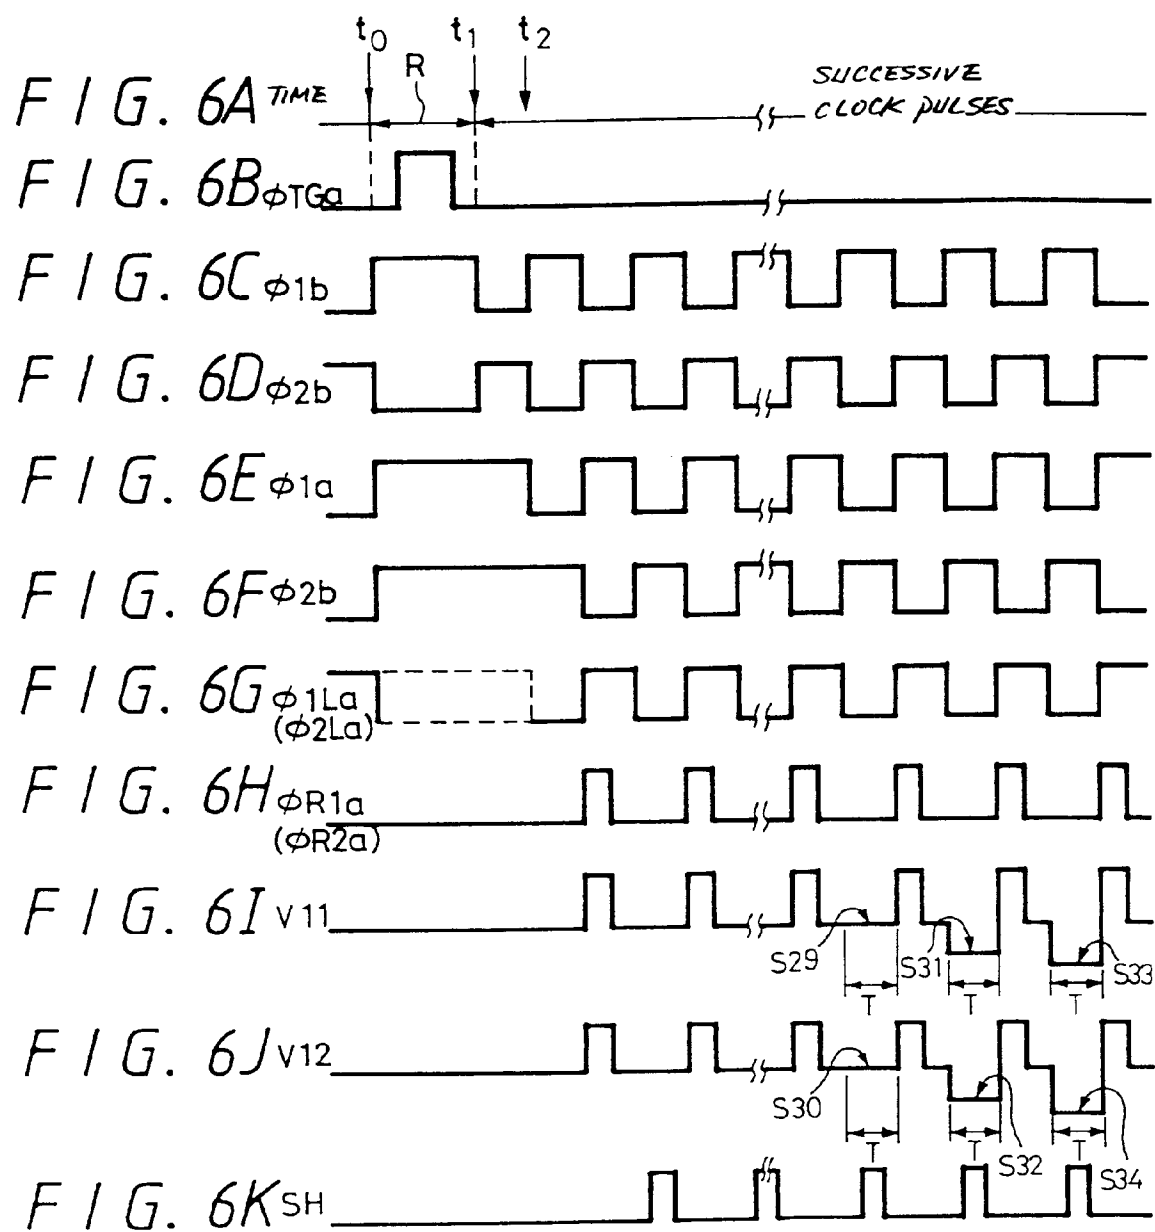 t0 t1 t2
R
FIG. 6A TIME SUCCESSIVE
CLOCK PULSES
FIG. 6B φTGa
FIG. 6C φ1b
FIG. 6D φ2b
FIG. 6E φ1a
FIG. 6F φ2b
FIG. 6G φ1La
(φ2La)
FIG. 6H φR1a
(φR2a)
FIG. 6I V11
S29 S31 S33
T T T
FIG. 6J V12
S30 S32 S34
T T T
FIG. 6K SH